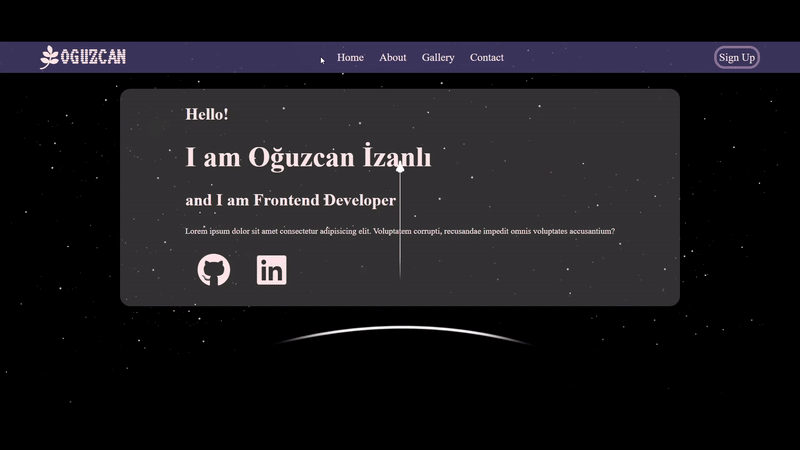 OGUZCAN
Home About Gallery Contact
Sign Up
Hello!
I am Oğuzcan İzanlı
and I am Frontend Developer
Lorem ipsum dolor sit amet consectetur adipisicing elit. Voluptatem corrupti, recusandae impedit omnis voluptates accusantium?
in